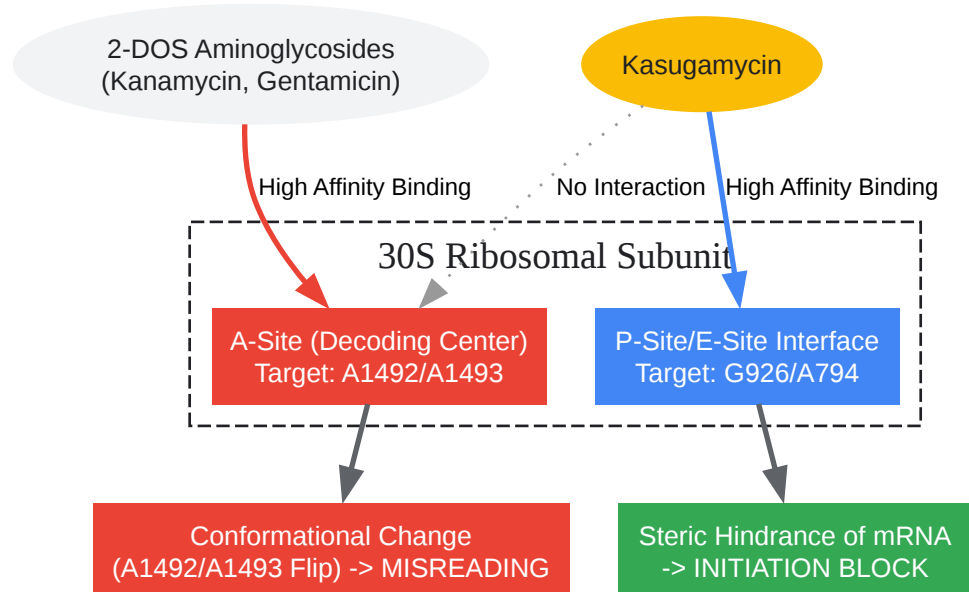 2-DOS Aminoglycosides
(Kanamycin, Gentamicin)
Kasugamycin
High Affinity Binding
No Interaction
High Affinity Binding
30S Ribosomal Subunit
A-Site (Decoding Center)
Target: A1492/A1493
P-Site/E-Site Interface
Target: G926/A794
Conformational Change
(A1492/A1493 Flip) -> MISREADING
Steric Hindrance of mRNA
-> INITIATION BLOCK